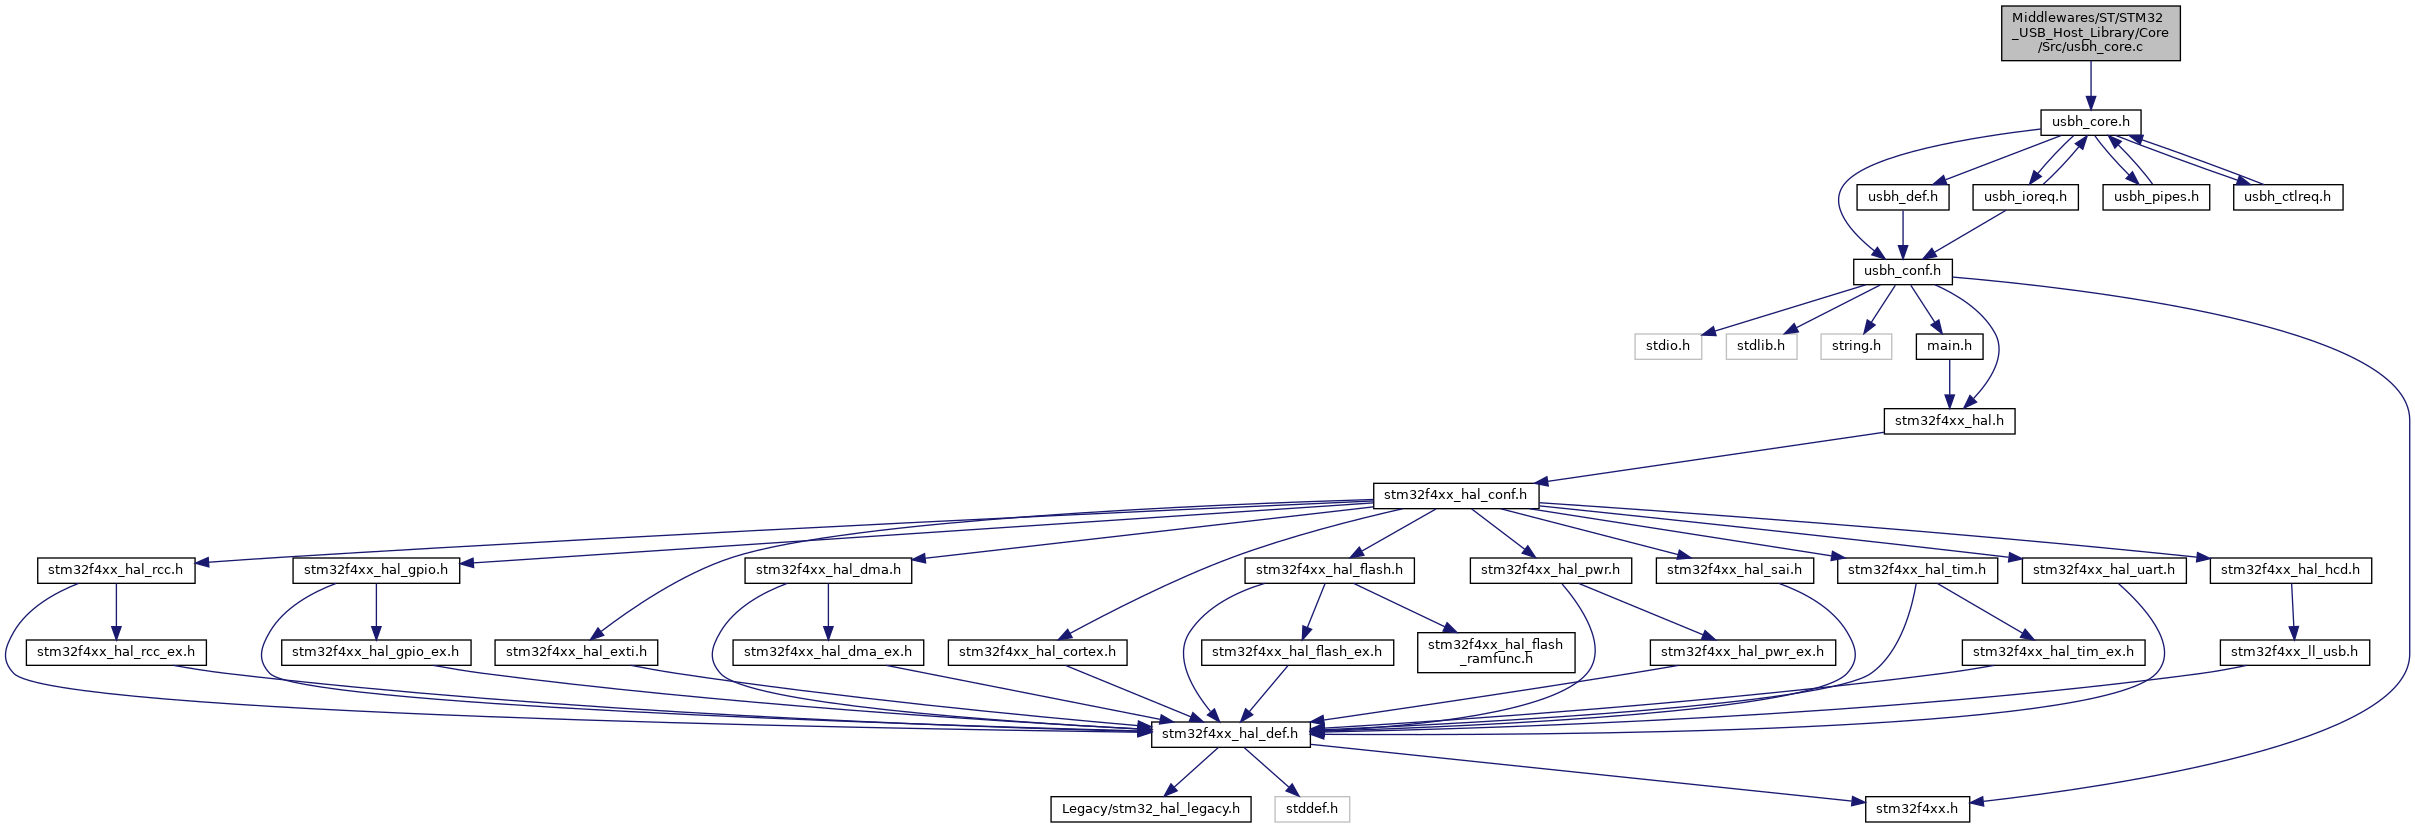 Middlewares/ST/STM32
_USB_Host_Library/Core
/Src/usbh_core.c
usbh_core.h
usbh_def.h
usbh_ioreq.h
usbh_pipes.h
usbh_ctlreq.h
usbh_conf.h
stdio.h
stdlib.h
string.h
main.h
stm32f4xx_hal.h
stm32f4xx_hal_conf.h
stm32f4xx_hal_rcc.h
stm32f4xx_hal_gpio.h
stm32f4xx_hal_dma.h
stm32f4xx_hal_flash.h
stm32f4xx_hal_pwr.h
stm32f4xx_hal_sai.h
stm32f4xx_hal_tim.h
stm32f4xx_hal_uart.h
stm32f4xx_hal_hcd.h
stm32f4xx_hal_rcc_ex.h
stm32f4xx_hal_gpio_ex.h
stm32f4xx_hal_exti.h
stm32f4xx_hal_dma_ex.h
stm32f4xx_hal_cortex.h
stm32f4xx_hal_flash_ex.h
stm32f4xx_hal_flash
_ramfunc.h
stm32f4xx_hal_pwr_ex.h
stm32f4xx_hal_tim_ex.h
stm32f4xx_ll_usb.h
stm32f4xx_hal_def.h
Legacy/stm32_hal_legacy.h
stddef.h
stm32f4xx.h